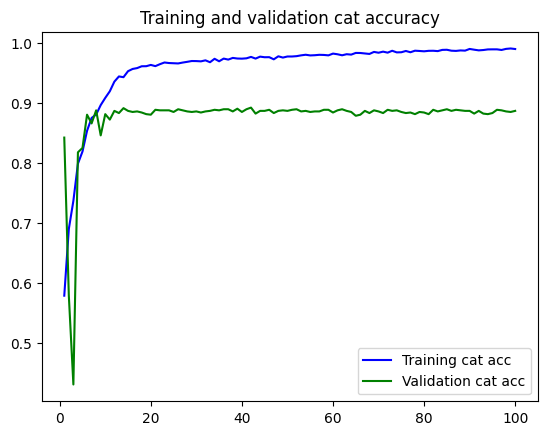 Training and validation cat accuracy
1.0
0.9
0.8
0.7
0.6
0.5
Training cat acc
Validation cat acc
0 20 40 60 80 100